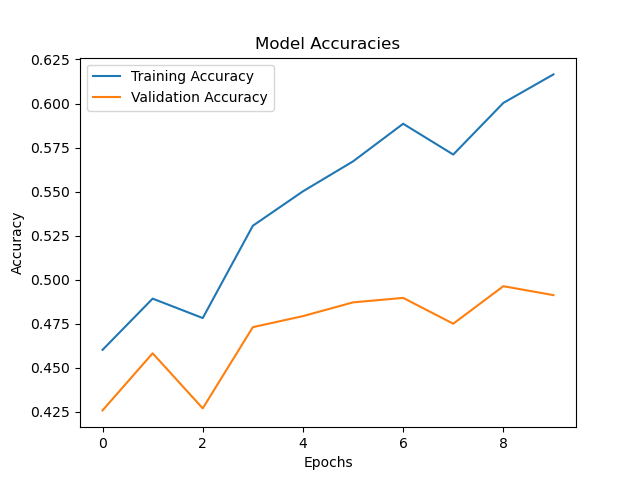 Model Accuracies
Training Accuracy
Validation Accuracy
Accuracy
0.625
0.600
0.575
0.550
0.525
0.500
0.475
0.450
0.425
0 2 4 6 8
Epochs